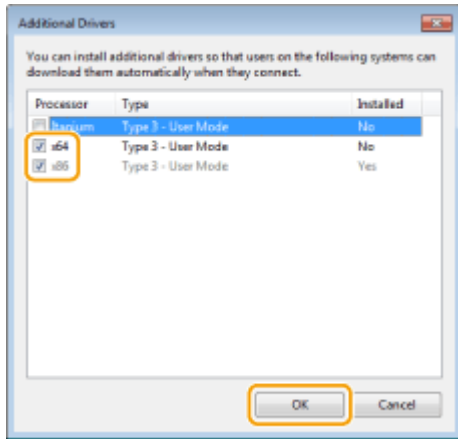 Additional Drivers
You can install additional drivers so that users on the following systems can
download them automatically when they connect.
Processor Type Installed
Itanium Type 3 - User Mode No
x64 Type 3 - User Mode No
x86 Type 3 - User Mode Yes
OK Cancel